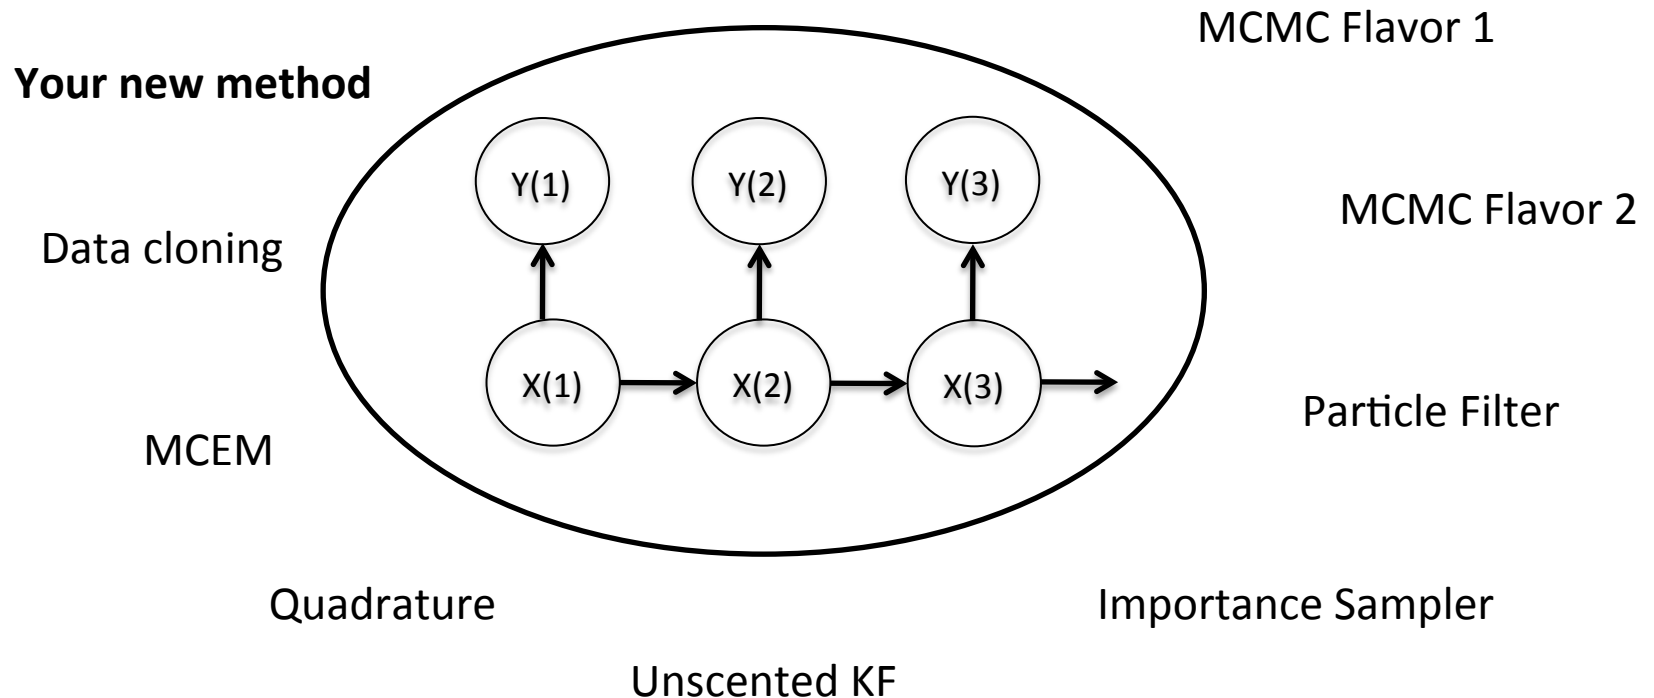 MCMC Flavor 1
Your new method
Y(1) Y(2) Y(3)
MCMC Flavor 2
Data cloning
X(1) X(2) X(3)
Particle Filter
MCEM
Quadrature
Importance Sampler
Unscented KF